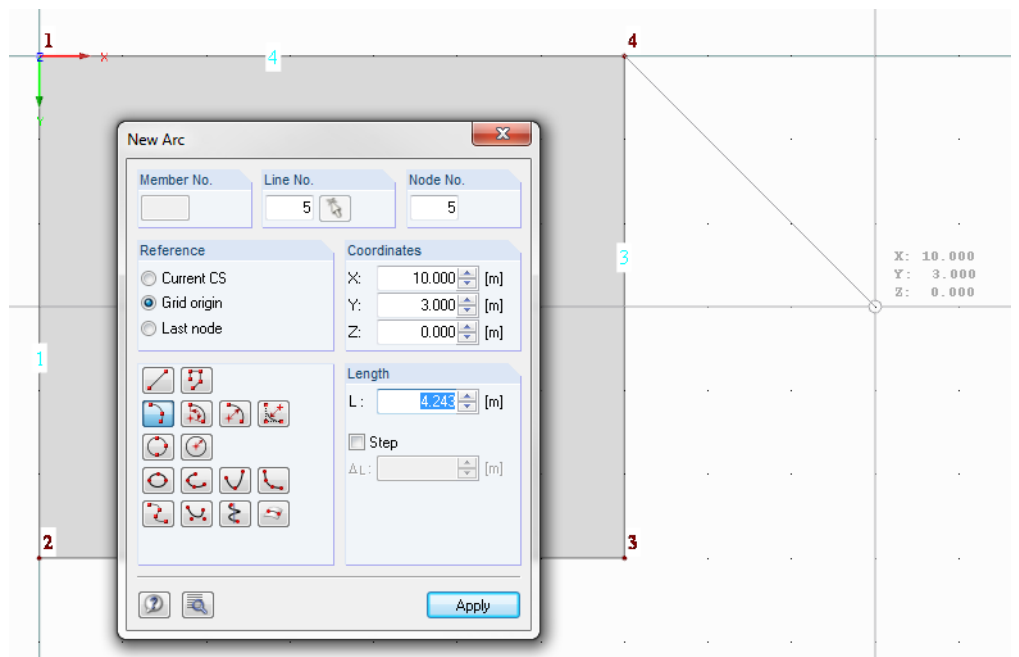 1
4
Z
X
4
Y
New Arc
Member No.
Line No.
Node No.
5
5
Reference
Coordinates
Current CS
X:
10.000
[m]
Grid origin
Y:
3.000
[m]
Last node
Z:
0.000
[m]
3
X: 10.000
Y: 3.000
Z: 0.000
1
Length
L :
4.243
[m]
Step
ΔL:
[m]
2
3
Apply